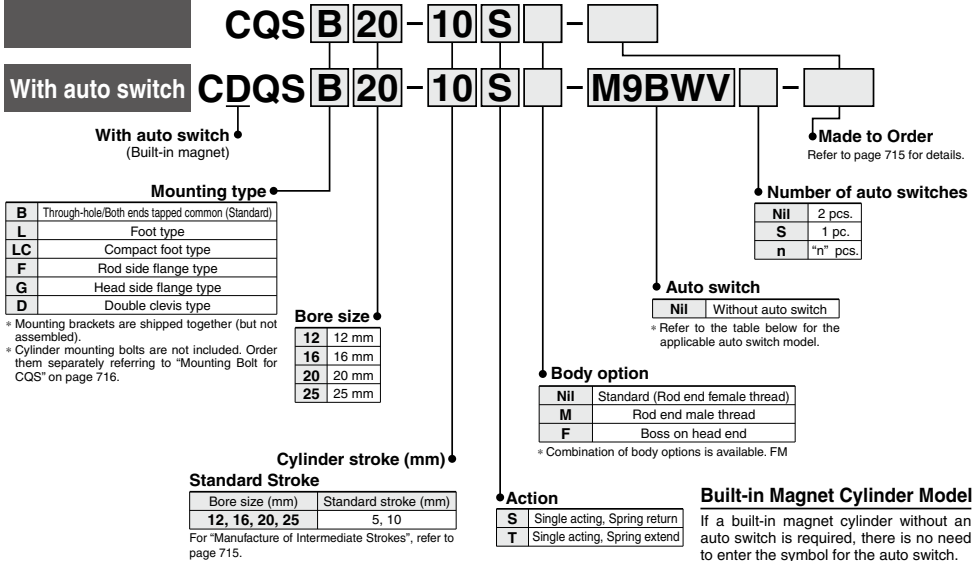 CQS B 20 - 10 S -
With auto switch CDQS B 20 - 10 S - M9BWV -
With auto switch
(Built-in magnet)
Made to Order
Refer to page 715 for details.
Mounting type
B Through-hole/Both ends tapped common (Standard)
L Foot type
LC Compact foot type
F Rod side flange type
G Head side flange type
D Double clevis type
* Mounting brackets are shipped together (but not
assembled).
* Cylinder mounting bolts are not included. Order
them separately referring to “Mounting Bolt for
CQS” on page 716.
Number of auto switches
Nil 2 pcs.
S 1 pc.
n “n” pcs.
Auto switch
Nil Without auto switch
* Refer to the table below for the
applicable auto switch model.
Bore size
12 12 mm
16 16 mm
20 20 mm
25 25 mm
Body option
Nil Standard (Rod end female thread)
M Rod end male thread
F Boss on head end
* Combination of body options is available. FM
Cylinder stroke (mm)
Standard Stroke
Bore size (mm) Standard stroke (mm)
12, 16, 20, 25 5, 10
For “Manufacture of Intermediate Strokes”, refer to
page 715.
Action
S Single acting, Spring return
T Single acting, Spring extend
Built-in Magnet Cylinder Model
If a built-in magnet cylinder without an
auto switch is required, there is no need
to enter the symbol for the auto switch.